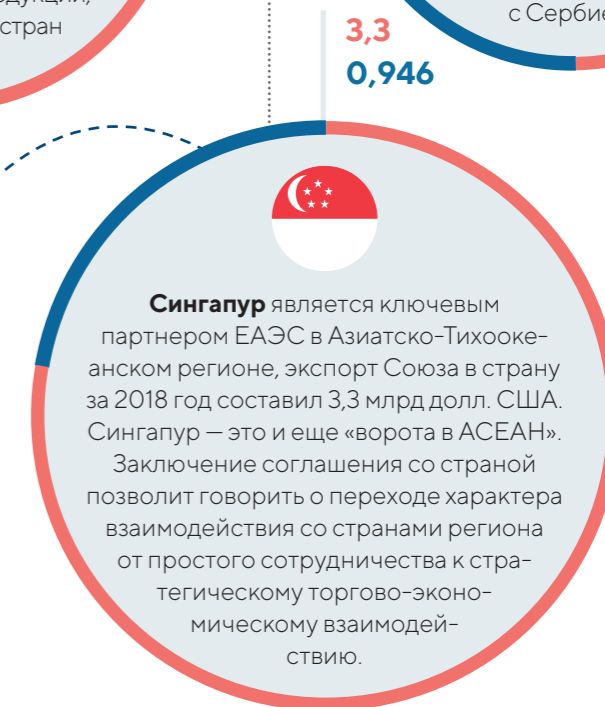 стран
с Сербие
3,3
0,946
Сингапур является ключевым
партнером ЕАЭС в Азиатско-Тихооке-
анском регионе, экспорт Союза в страну
за 2018 год составил 3,3 млрд долл. США.
Сингапур — это и еще «ворота в АСЕАН».
Заключение соглашения со страной
позволит говорить о переходе характера
взаимодействия со странами региона
от простого сотрудничества к стра-
тегическому торгово-эконо-
мическому взаимодей-
ствию.